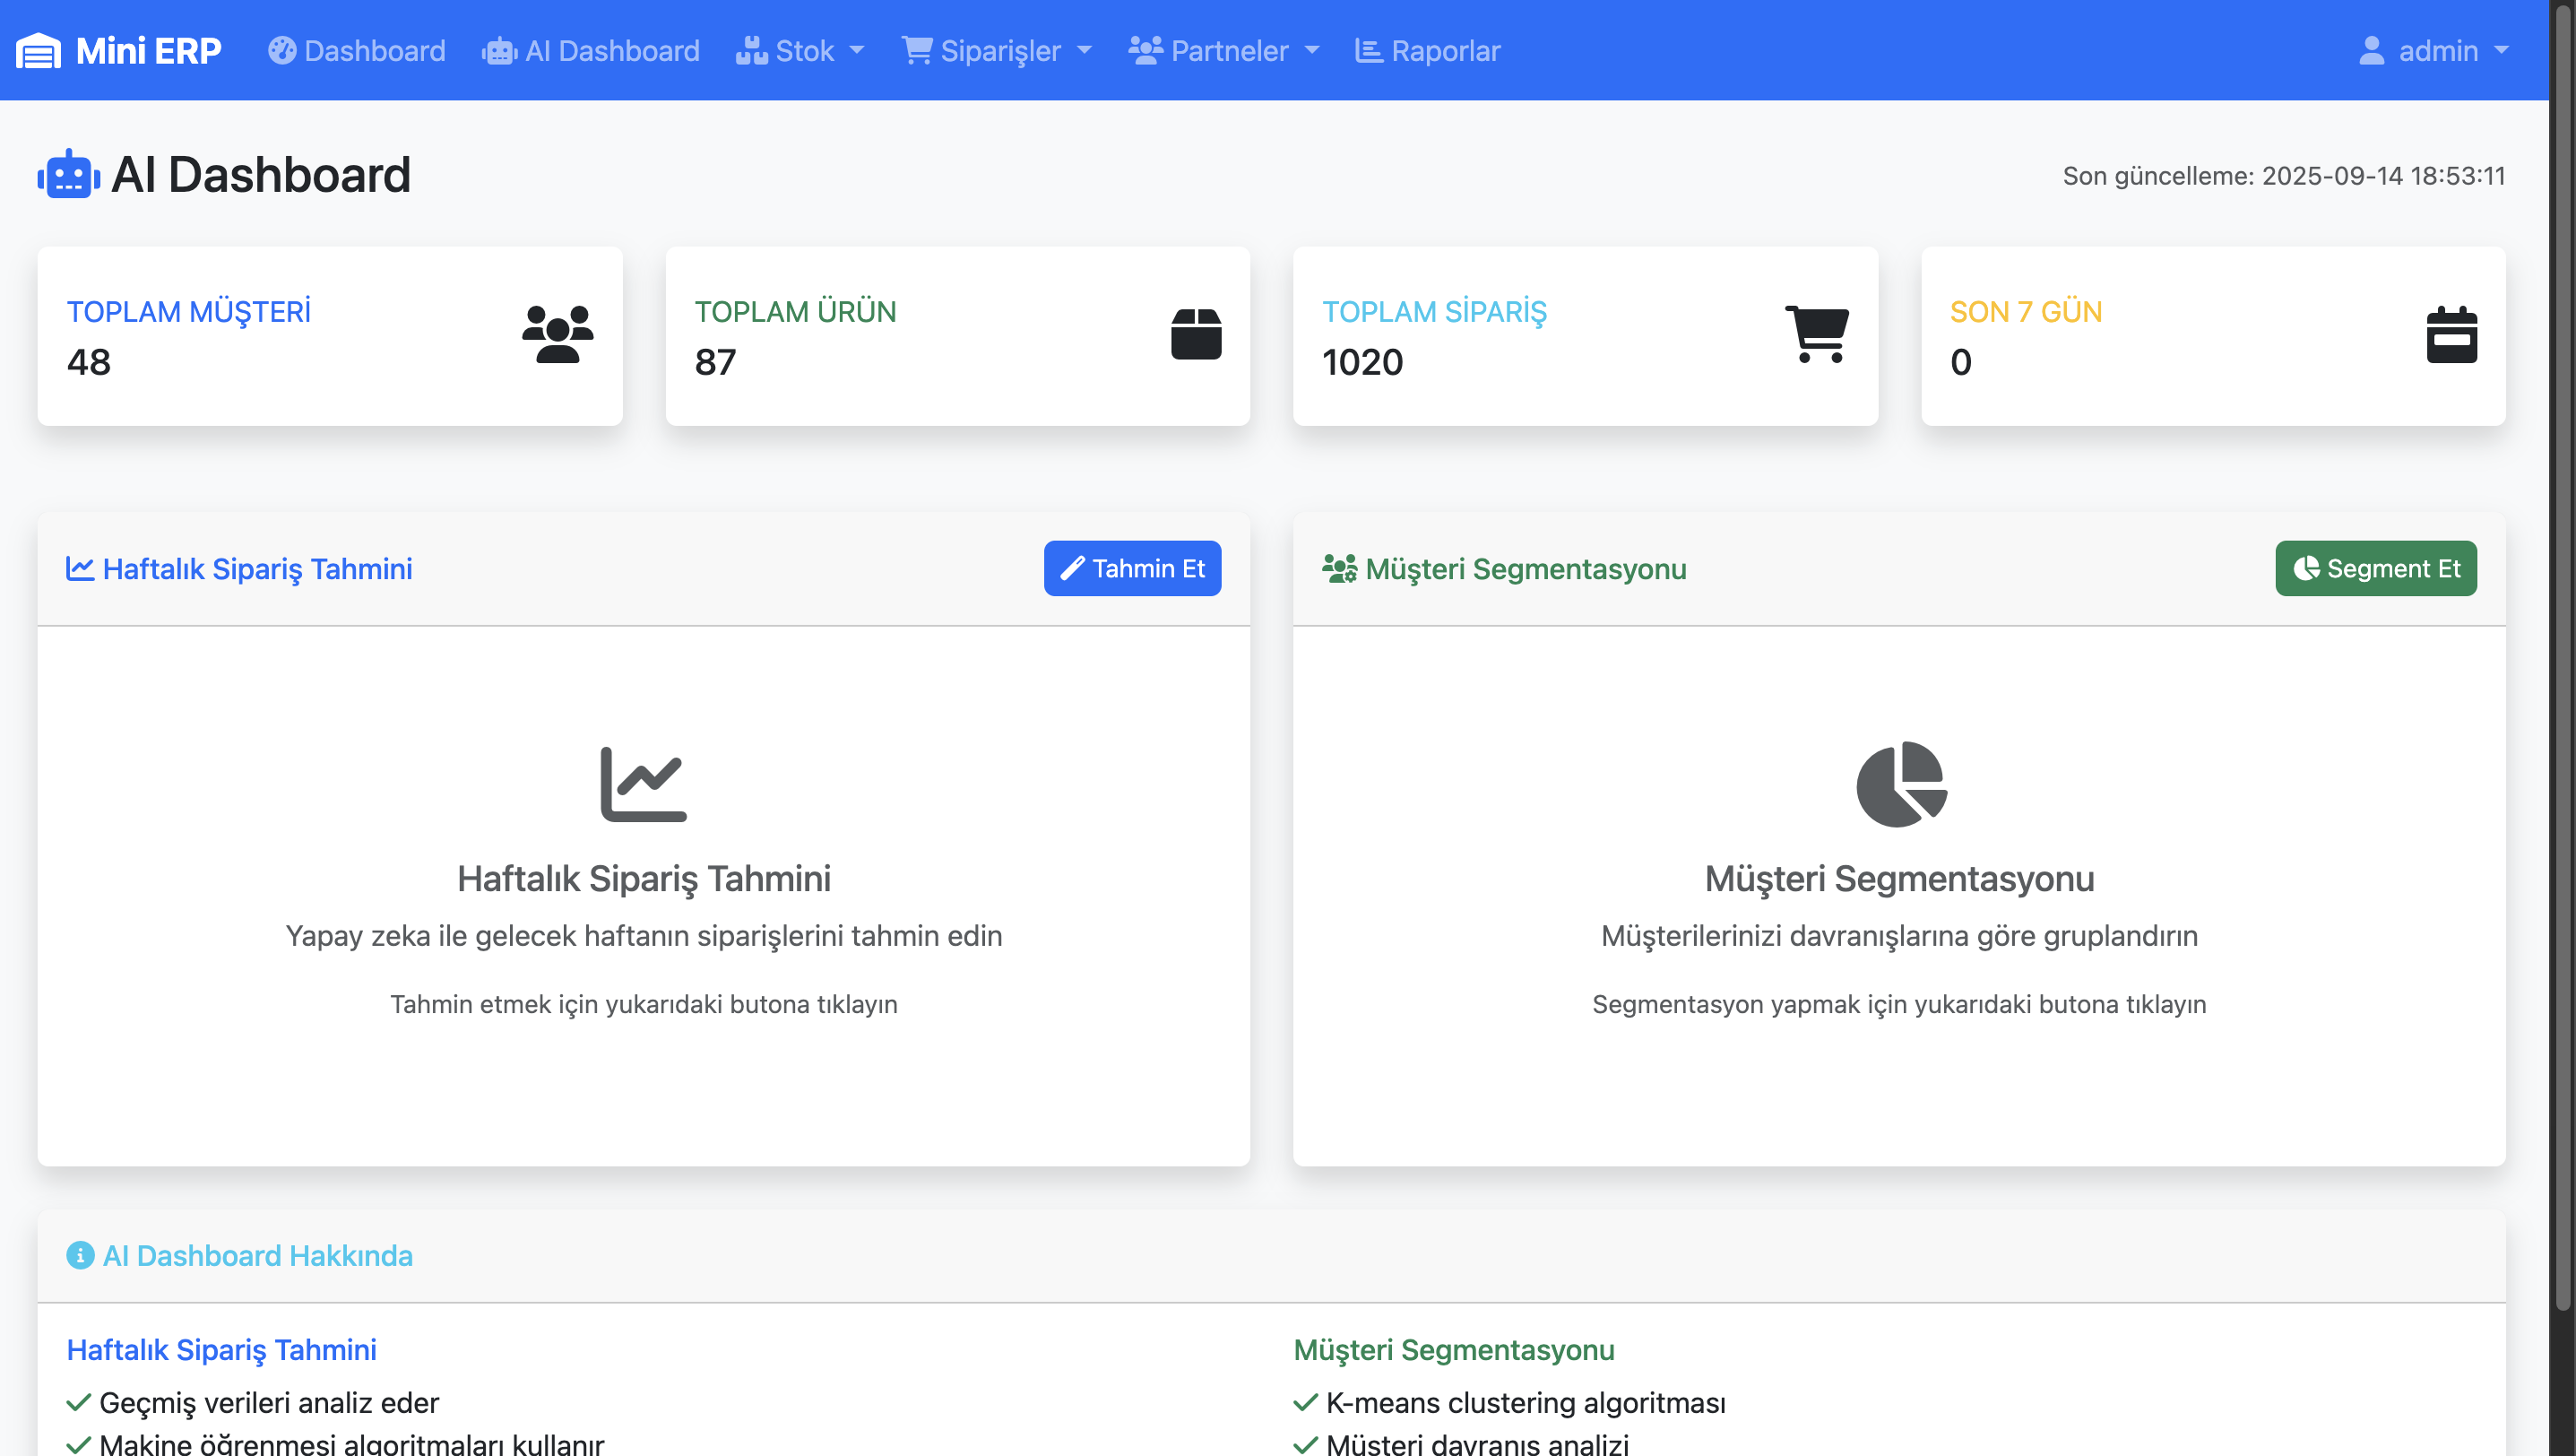 Mini ERP Dashboard AI Dashboard Stok Siparişler Partneler Raporlar admin
AI Dashboard
Son güncelleme: 2025-09-14 18:53:11
TOPLAM MÜŞTERİ
48
TOPLAM ÜRÜN
87
TOPLAM SİPARİŞ
1020
SON 7 GÜN
0
Haftalık Sipariş Tahmini
Tahmin Et
Haftalık Sipariş Tahmini
Yapay zeka ile gelecek haftanın siparişlerini tahmin edin
Tahmin etmek için yukarıdaki butona tıklayın
Müşteri Segmentasyonu
Segment Et
Müşteri Segmentasyonu
Müşterilerinizi davranışlarına göre gruplandırın
Segmentasyon yapmak için yukarıdaki butona tıklayın
AI Dashboard Hakkında
Haftalık Sipariş Tahmini
Geçmiş verileri analiz eder
Makine öğrenmesi algoritmaları kullanır
Müşteri Segmentasyonu
K-means clustering algoritması
Müşteri davranış analizi